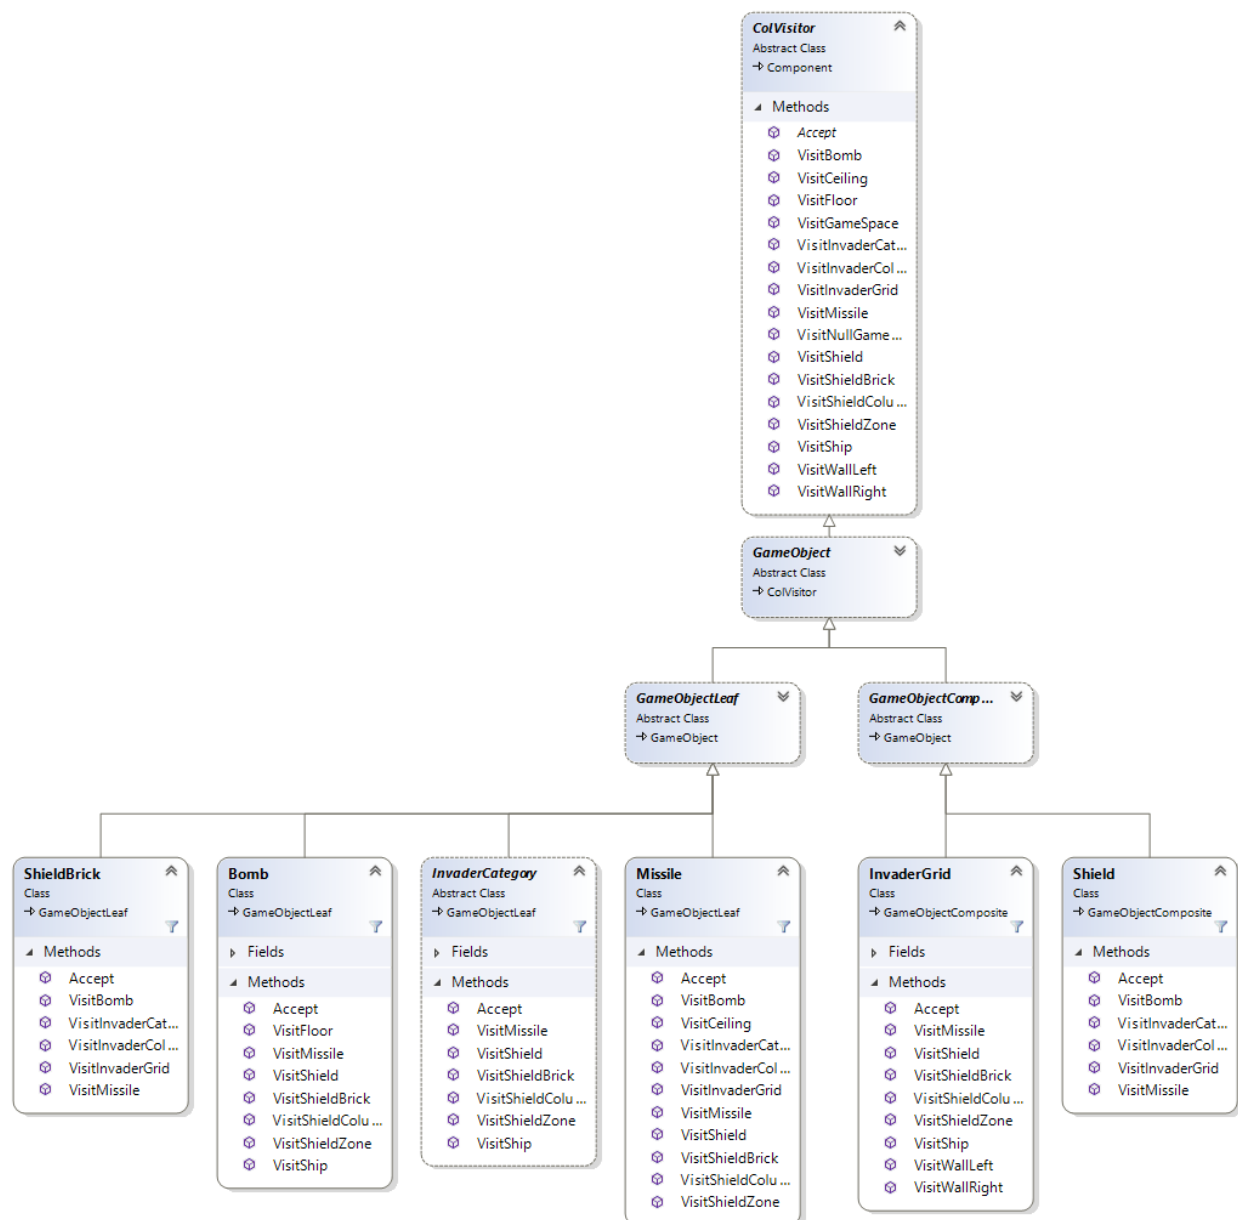 ColVisitor
Abstract Class
Component
Methods
Accept
VisitBomb
VisitCeiling
VisitFloor
VisitGameSpace
VisitInvaderCat...
VisitInvaderCol...
VisitInvaderGrid
VisitMissile
VisitNullGame...
VisitShield
VisitShieldBrick
VisitShieldColu...
VisitShieldZone
VisitShip
VisitWallLeft
VisitWallRight
GameObject
Abstract Class
ColVisitor
GameObjectLeaf
Abstract Class
GameObject
GameObjectComp...
Abstract Class
GameObject
ShieldBrick
Class
GameObjectLeaf
Methods
Accept
VisitBomb
VisitInvaderCat...
VisitInvaderCol...
VisitInvaderGrid
VisitMissile
Bomb
Class
GameObjectLeaf
Fields
Methods
Accept
VisitFloor
VisitMissile
VisitShield
VisitShieldBrick
VisitShieldColu...
VisitShieldZone
VisitShip
InvaderCategory
Abstract Class
GameObjectLeaf
Fields
Methods
Accept
VisitMissile
VisitShield
VisitShieldBrick
VisitShieldColu...
VisitShieldZone
VisitShip
Missile
Class
GameObjectLeaf
Methods
Accept
VisitBomb
VisitCeiling
VisitInvaderCat...
VisitInvaderCol...
VisitInvaderGrid
VisitMissile
VisitShield
VisitShieldBrick
VisitShieldColu...
VisitShieldZone
InvaderGrid
Class
GameObjectComposite
Fields
Methods
Accept
VisitMissile
VisitShield
VisitShieldBrick
VisitShieldColu...
VisitShieldZone
VisitShip
VisitWallLeft
VisitWallRight
Shield
Class
GameObjectComposite
Methods
Accept
VisitBomb
VisitInvaderCat...
VisitInvaderCol...
VisitInvaderGrid
VisitMissile